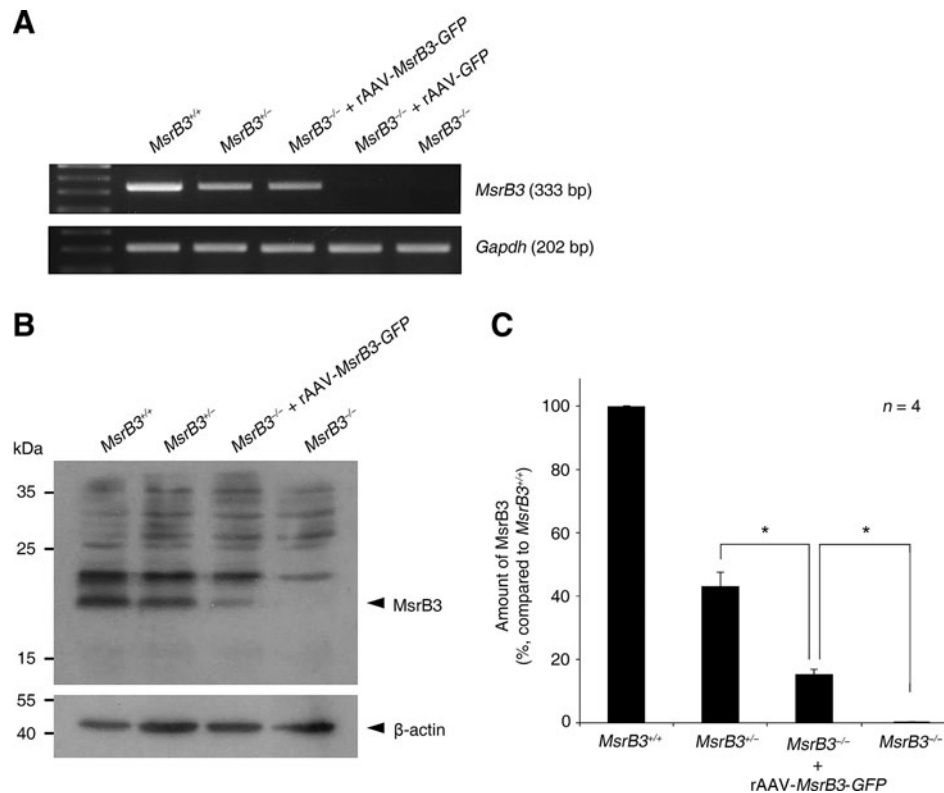 A
MsrB3+/+
MsrB3+/–
MsrB3–/– + rAAV-MsrB3-GFP
MsrB3–/– + rAAV-GFP
MsrB3–/–
MsrB3 (333 bp)
Gapdh (202 bp)
B
kDa
MsrB3+/+
MsrB3+/–
MsrB3–/– + rAAV-MsrB3-GFP
MsrB3–/–
35
25
MsrB3
15
55
40
β-actin
C
Amount of MsrB3
(%, compared to MsrB3+/+)
100
80
60
40
20
0
n = 4
*
*
MsrB3+/+
MsrB3+/–
MsrB3–/–
+
rAAV-MsrB3-GFP
MsrB3–/–